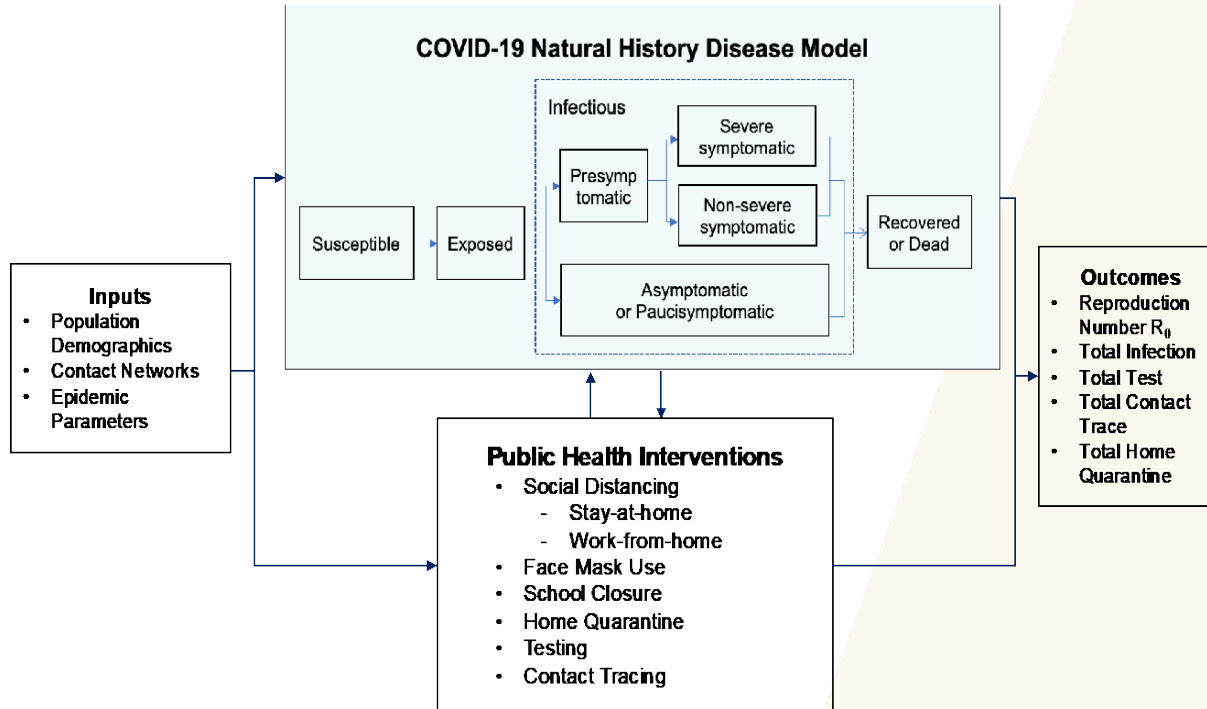 COVID-19 Natural History Disease Model
Infectious
Severe
symptomatic
Presymp
tomatic
Non-severe
symptomatic
Susceptible
Exposed
Recovered
or Dead
Asymptomatic
or Paucisymptomatic
Inputs
• Population
Demographics
• Contact Networks
• Epidemic
Parameters
Public Health Interventions
• Social Distancing
- Stay-at-home
- Work-from-home
• Face Mask Use
• School Closure
• Home Quarantine
• Testing
• Contact Tracing
Outcomes
• Reproduction
Number R₀
• Total Infection
• Total Test
• Total Contact
Trace
• Total Home
Quarantine